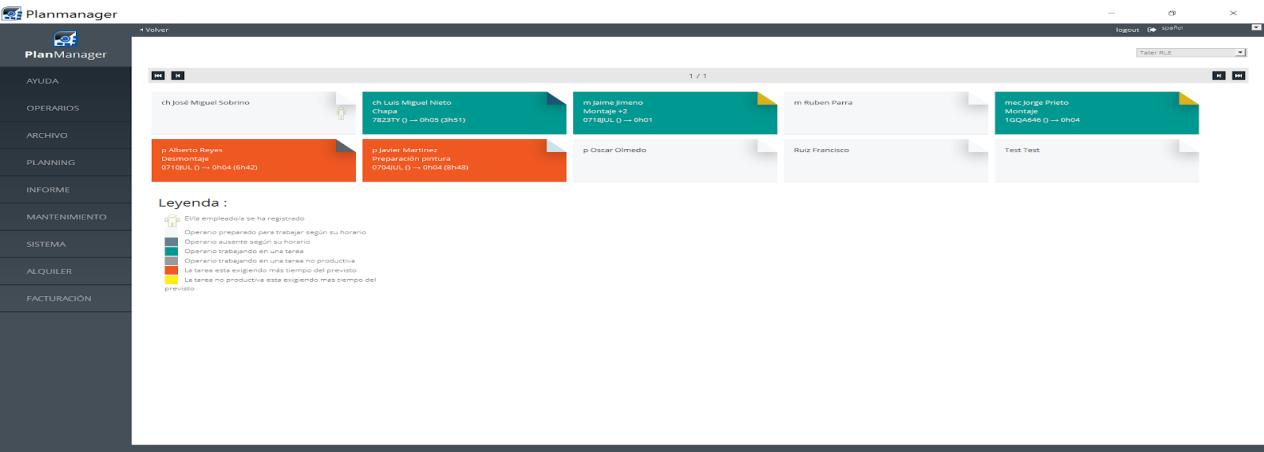 Planmanager
PlanManager
Volver
logout
spañol
Taller RLE
AYUDA
OPERARIOS
ARCHIVO
PLANNING
INFORME
MANTENIMIENTO
SISTEMA
ALQUILER
FACTURACIÓN
1 / 1
ch José Miguel Sobrino
ch Luis Miguel Nieto
Chapa
7823TY () → 0h05 (3h51)
m Jaime Jimeno
Montaje +2
0718JUL () → 0h01
m Ruben Parra
mec Jorge Prieto
Montaje
1GQA646 () → 0h04
p Alberto Reyes
Desmontaje
0710JUL () → 0h04 (6h42)
p Javier Martinez
Preparación pintura
0704JUL () → 0h04 (8h48)
p Oscar Olmedo
Ruiz Francisco
Test Test
Leyenda :
El/la empleado/a se ha registrado
Operario preparado para trabajar según su horario
Operario ausente según su horario
Operario trabajando en una tarea
Operario trabajando en una tarea no productiva
La tarea esta exigiendo más tiempo del previsto
La tarea no productiva esta exigiendo mas tiempo del
previsto